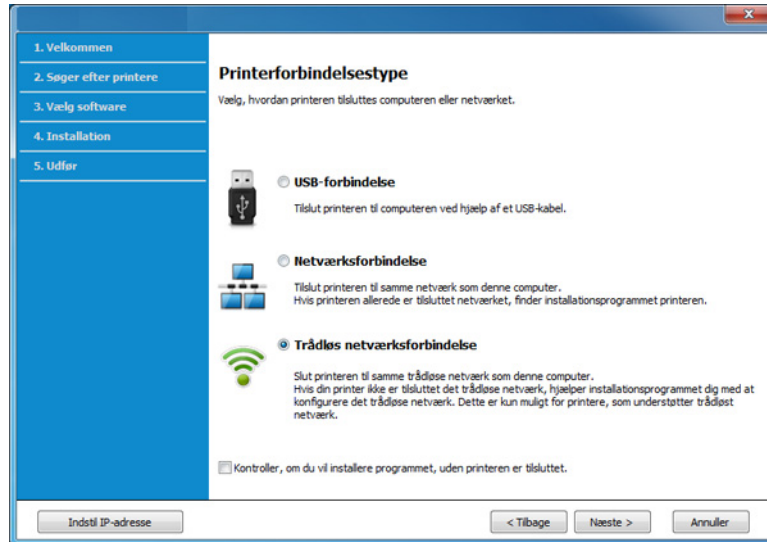 1. Velkommen
2. Søger efter printere
3. Vælg software
4. Installation
5. Udfør
Printerforbindelsestype
Vælg, hvordan printeren tilsluttes computeren eller netværket.
USB-forbindelse
Tilslut printeren til computeren ved hjælp af et USB-kabel.
Netværksforbindelse
Tilslut printeren til samme netværk som denne computer.
Hvis printeren allerede er tilsluttet netværket, finder installationsprogrammet printeren.
Trådløs netværksforbindelse
Slut printeren til samme trådløse netværk som denne computer.
Hvis din printer ikke er tilsluttet det trådløse netværk, hjælper installationsprogrammet dig med at
konfigurere det trådløse netværk. Dette er kun muligt for printere, som understøtter trådløst
netværk.
Kontroller, om du vil installere programmet, uden printeren er tilsluttet.
Indstil IP-adresse
< Tilbage
Næste >
Annuller